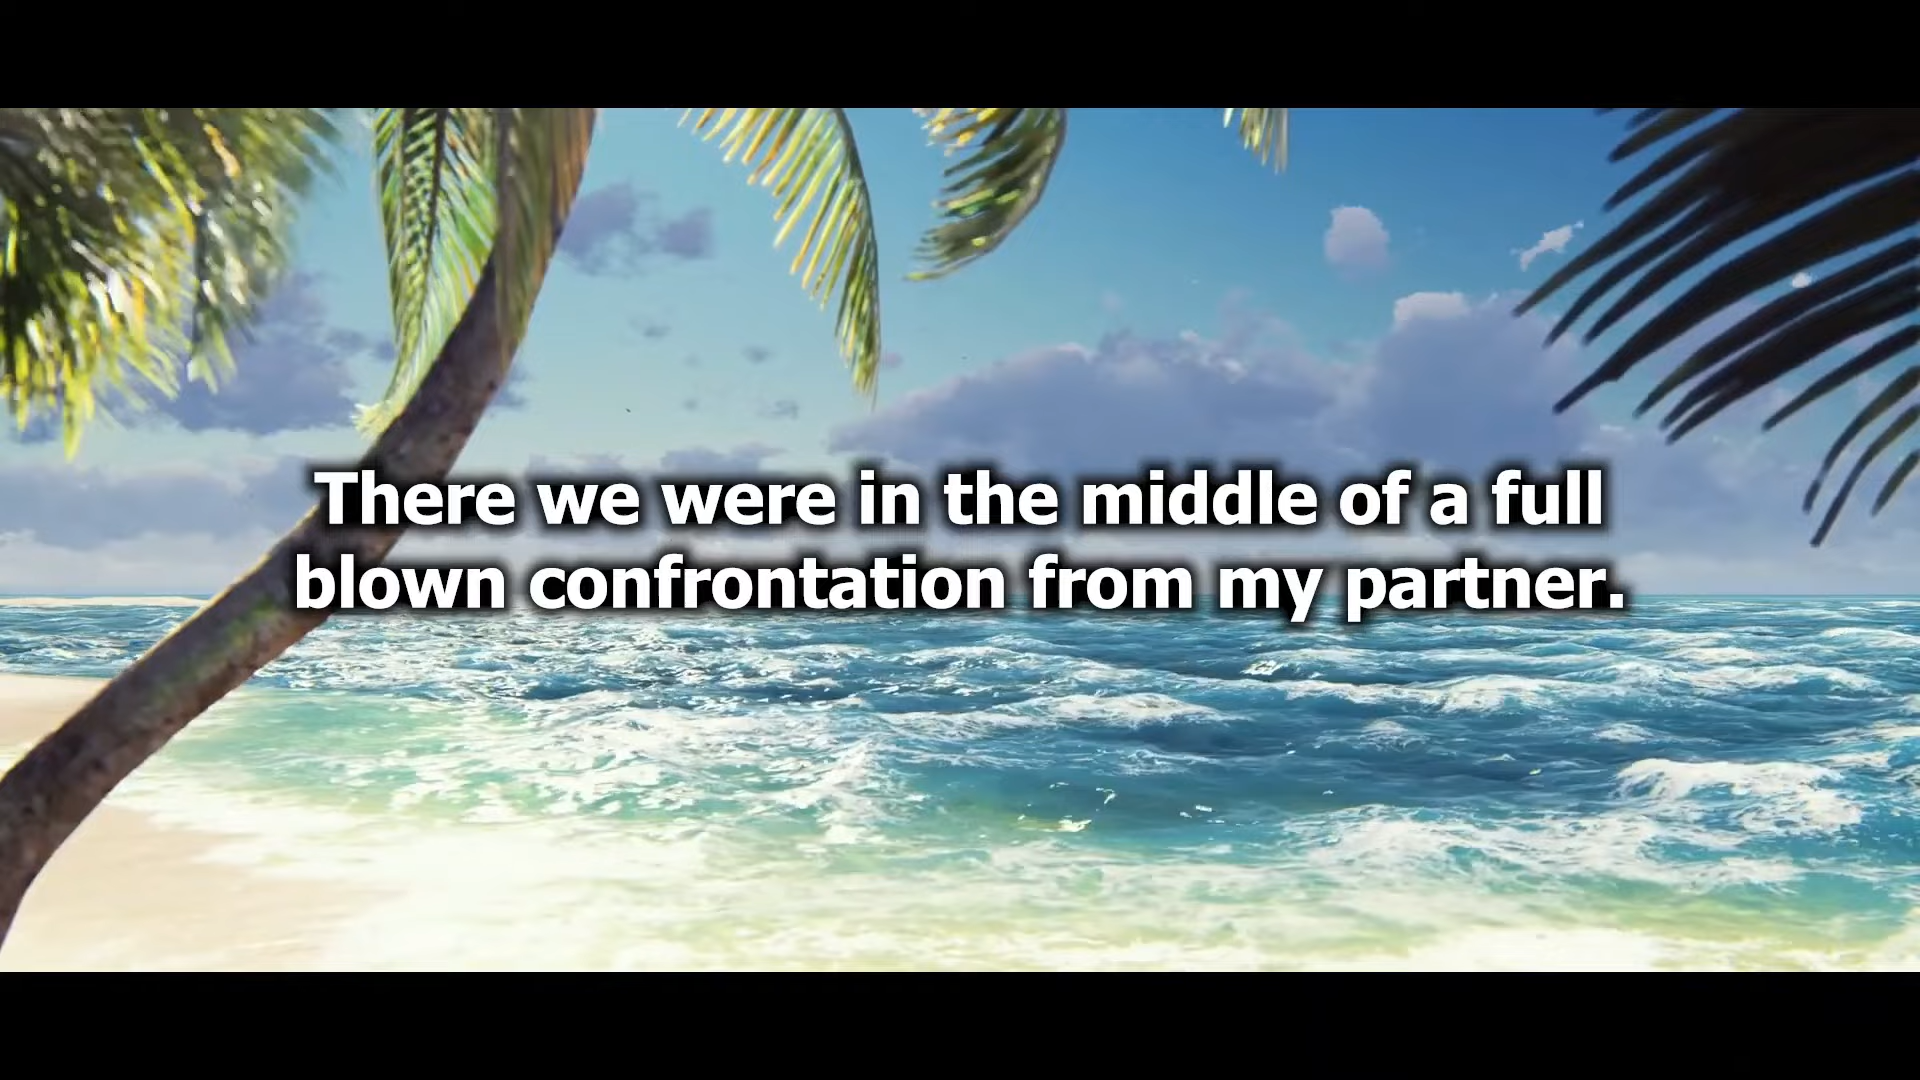 There we were in the middle of a full
blown confrontation from my partner.